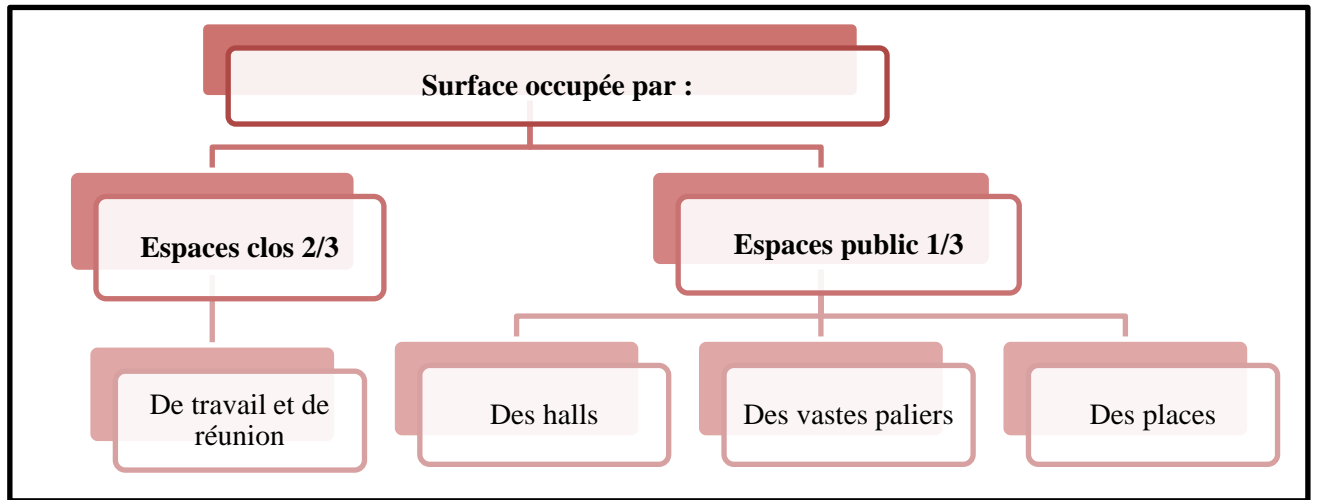 Surface occupée par :
Espaces clos 2/3
Espaces public 1/3
De travail et de
réunion
Des halls
Des vastes paliers
Des places